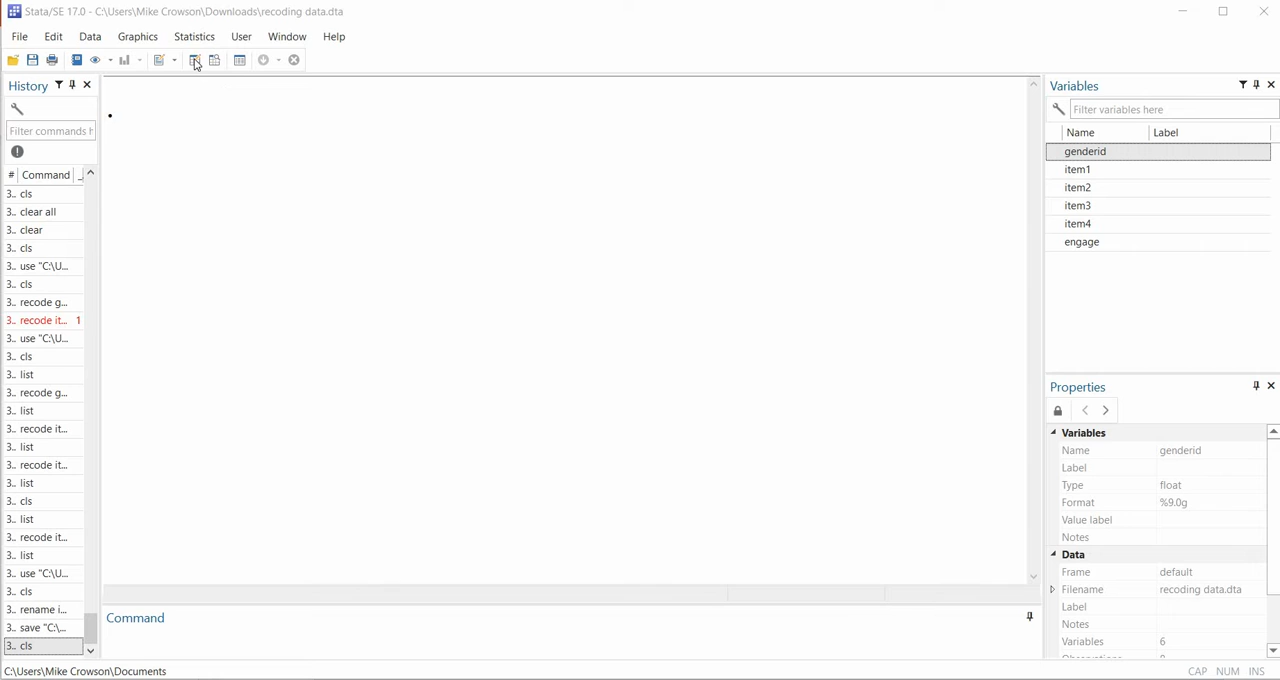 Stata/SE 17.0 - C:\Users\Mike Crowson\Downloads\recoding data.dta
File Edit Data Graphics Statistics User Window Help
History
Filter commands h
# Command
3.. cls
3.. clear all
3.. clear
3.. cls
3.. use "C:\U...
3.. cls
3.. recode g...
3.. recode it... 1
3.. use "C:\U...
3.. cls
3.. list
3.. recode g...
3.. list
3.. recode it...
3.. list
3.. recode it...
3.. list
3.. cls
3.. list
3.. recode it...
3.. list
3.. use "C:\U...
3.. cls
3.. rename i...
3.. save "C:\...
3.. cls
.
Command
Variables
Filter variables here
Name Label
genderid
item1
item2
item3
item4
engage
Properties
Variables
Name genderid
Label
Type float
Format %9.0g
Value label
Notes
Data
Frame default
Filename recoding data.dta
Label
Notes
Variables 6
C:\Users\Mike Crowson\Documents
CAP NUM INS